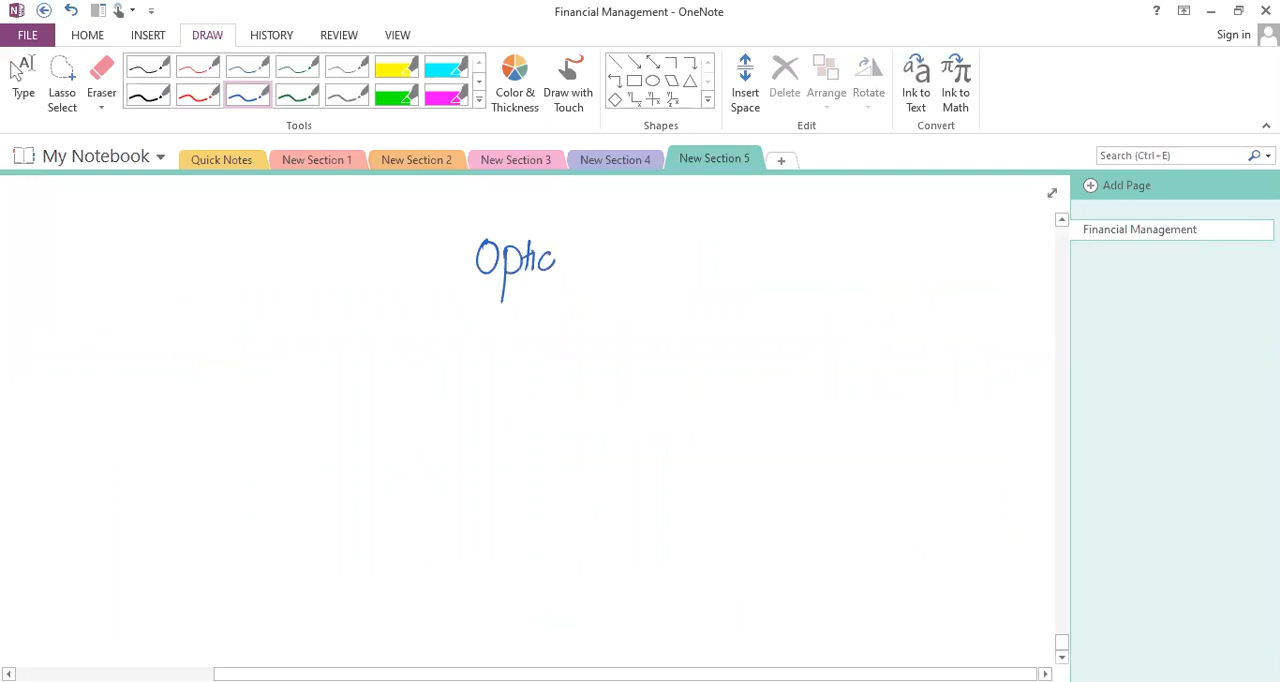 Financial Management - OneNote
? Sign in
FILE HOME INSERT DRAW HISTORY REVIEW VIEW
Type
Lasso Select
Eraser
Color & Thickness
Draw with Touch
Insert Space
Delete
Arrange
Rotate
Ink to Text
Ink to Math
Tools Shapes Edit Convert
My Notebook Quick Notes New Section 1 New Section 2 New Section 3 New Section 4 New Section 5 Search (Ctrl+E)
Add Page
Financial Management
Optic